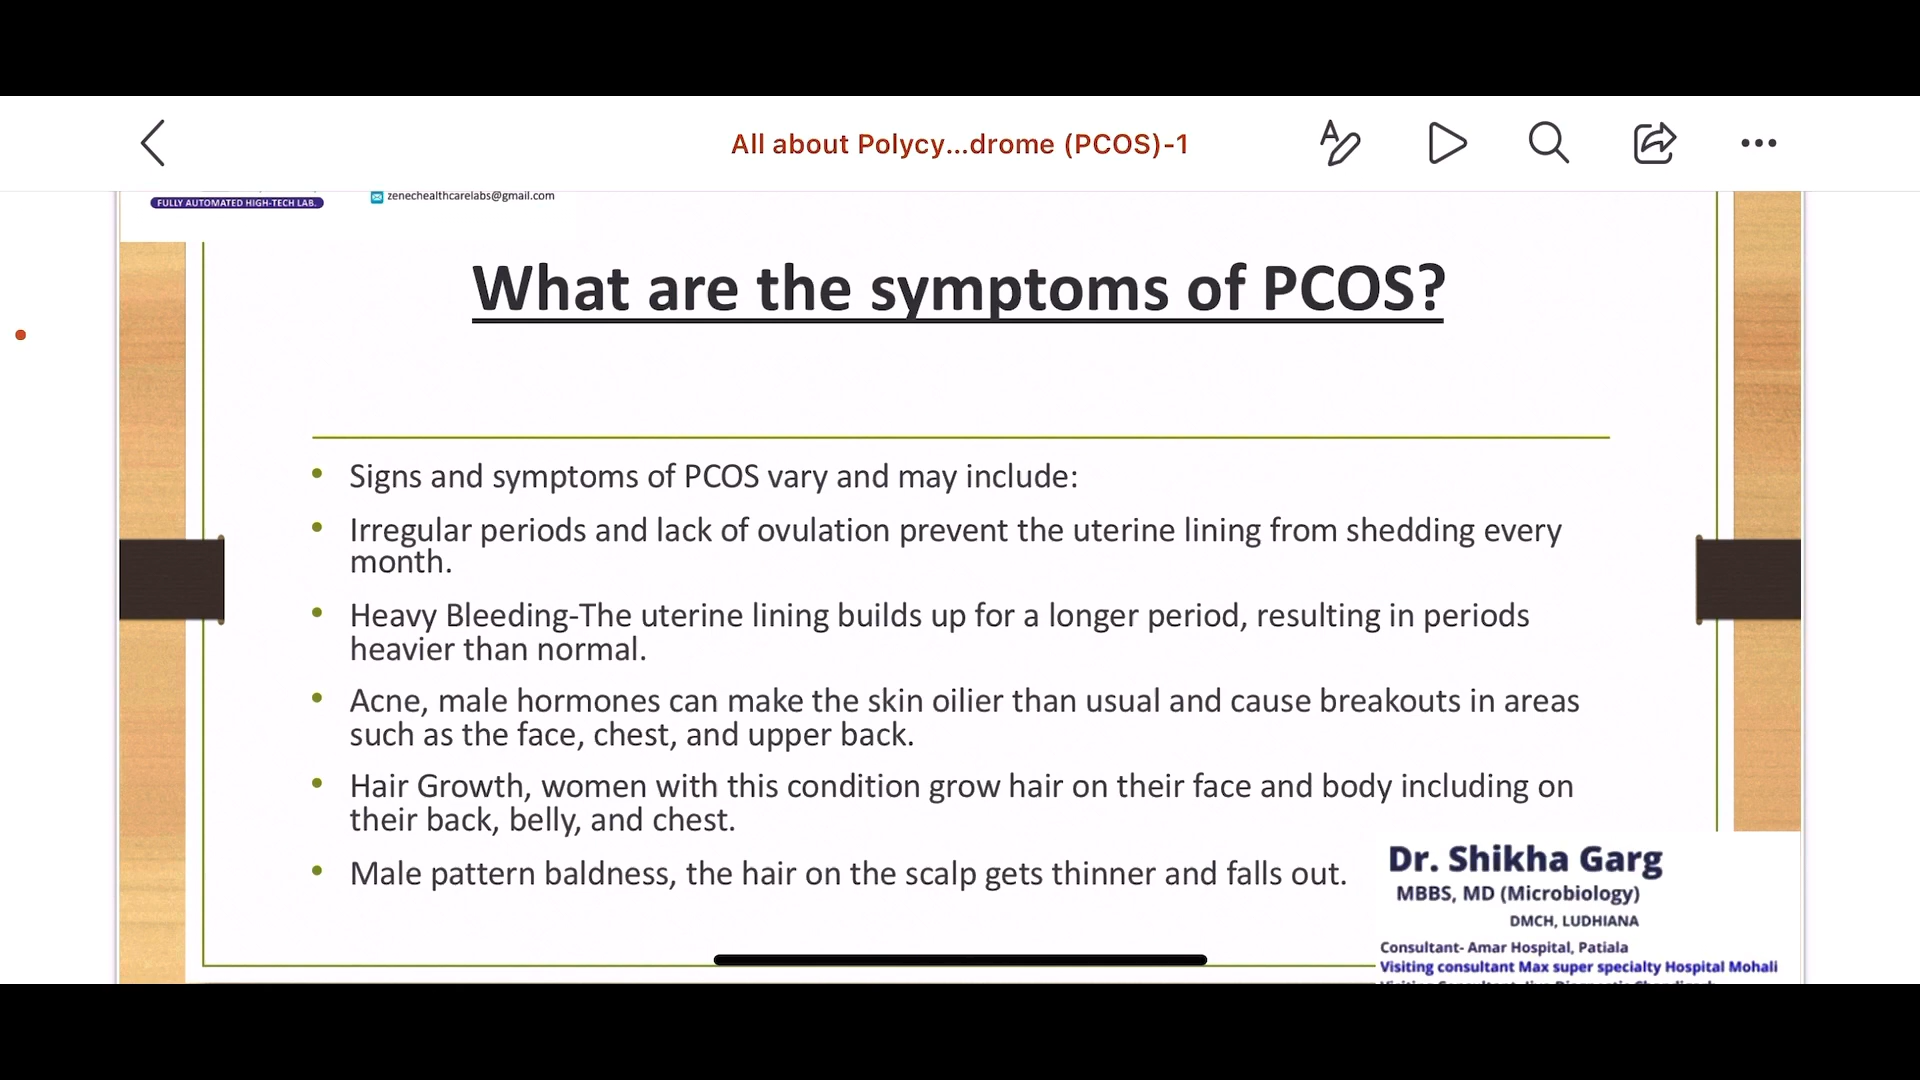 All about Polycy...drome (PCOS)-1
FULLY AUTOMATED HIGH-TECH LAB.
zenechealthcarelabs@gmail.com
What are the symptoms of PCOS?
• Signs and symptoms of PCOS vary and may include:
• Irregular periods and lack of ovulation prevent the uterine lining from shedding every
month.
• Heavy Bleeding-The uterine lining builds up for a longer period, resulting in periods
heavier than normal.
• Acne, male hormones can make the skin oilier than usual and cause breakouts in areas
such as the face, chest, and upper back.
• Hair Growth, women with this condition grow hair on their face and body including on
their back, belly, and chest.
• Male pattern baldness, the hair on the scalp gets thinner and falls out.
Dr. Shikha Garg
MBBS, MD (Microbiology)
DMCH, LUDHIANA
Consultant- Amar Hospital, Patiala
Visiting consultant Max super specialty Hospital Mohali